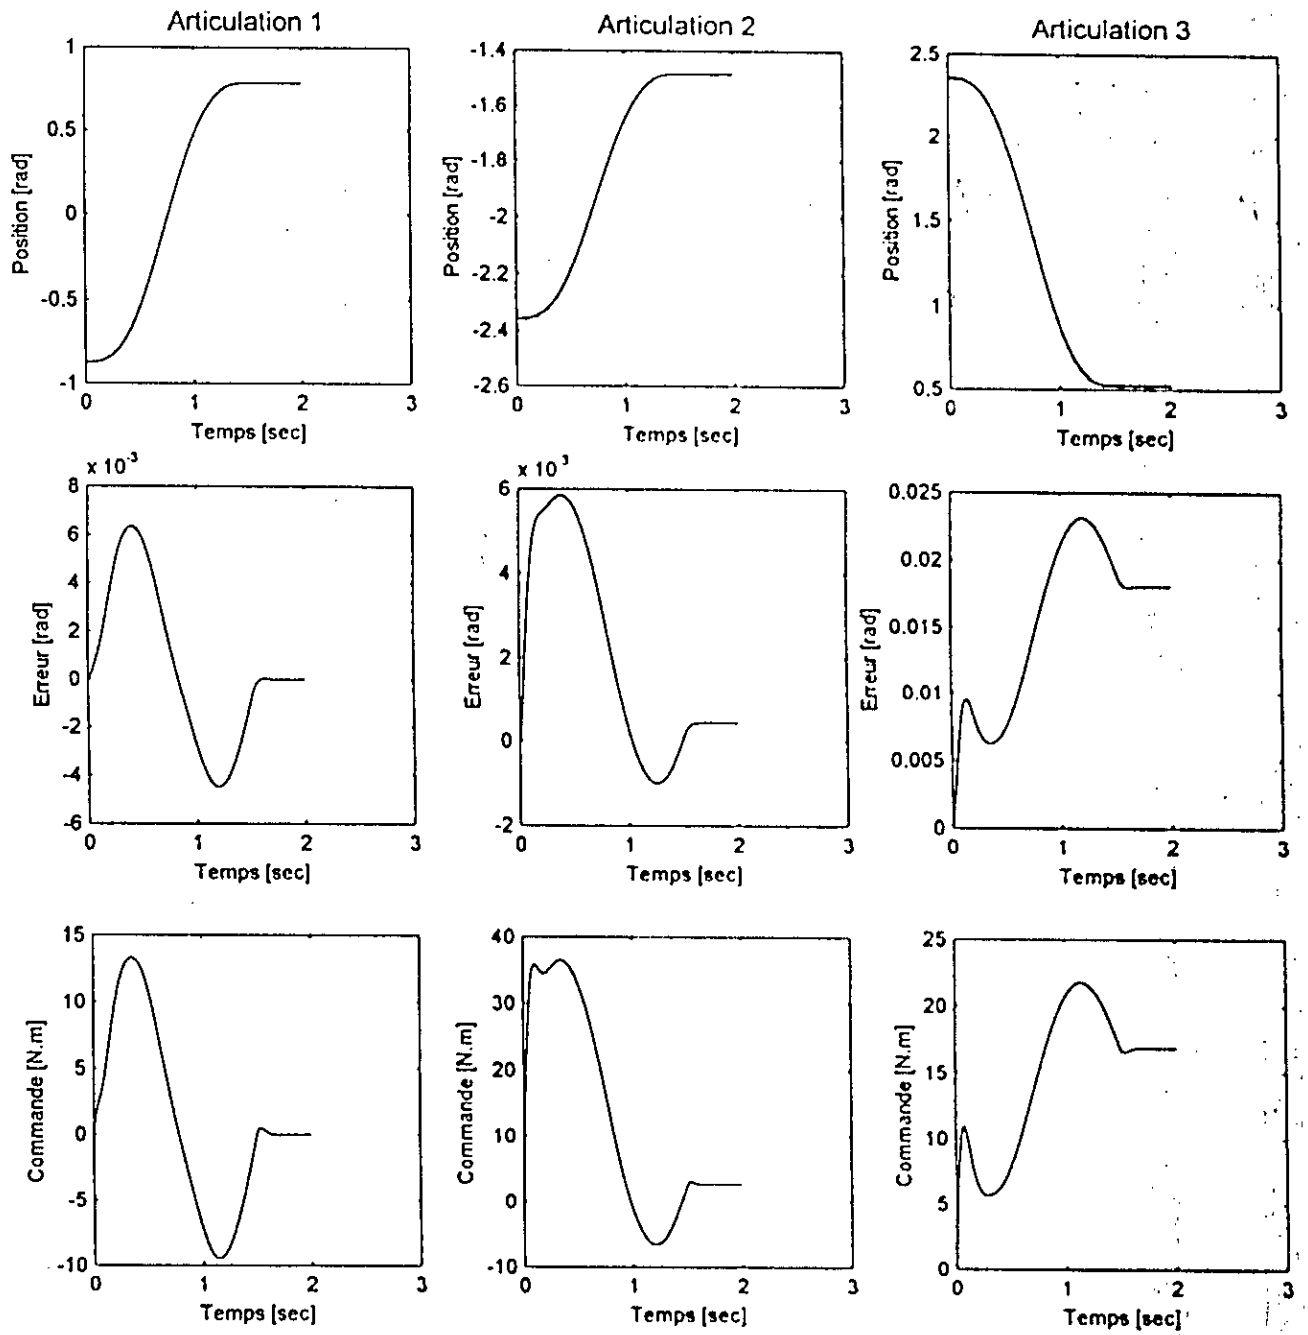 Articulation 1
Articulation 2
Articulation 3
1
0.5
0
-0.5
-1
Position [rad]
0 1 2 3
Temps [sec]
-1.4
-1.6
-1.8
-2
-2.2
-2.4
-2.6
Position [rad]
0 1 2 3
Temps [sec]
2.5
2
1.5
1
0.5
Position [rad]
0 1 2 3
Temps [sec]
x 10-3
8
6
4
2
0
-2
-4
-6
Erreur [rad]
0 1 2 3
Temps [sec]
x 10 3
6
4
2
0
-2
Erreur [rad]
0 1 2 3
Temps [sec]
0.025
0.02
0.015
0.01
0.005
0
Erreur [rad]
0 1 2 3
Temps [sec]
15
10
5
0
-5
-10
Commande [N.m]
0 1 2 3
Temps [sec]
40
30
20
10
0
-10
Commande [N.m]
0 1 2 3
Temps [sec]
25
20
15
10
5
0
Commande [N.m]
0 1 2 3
Temps [sec]